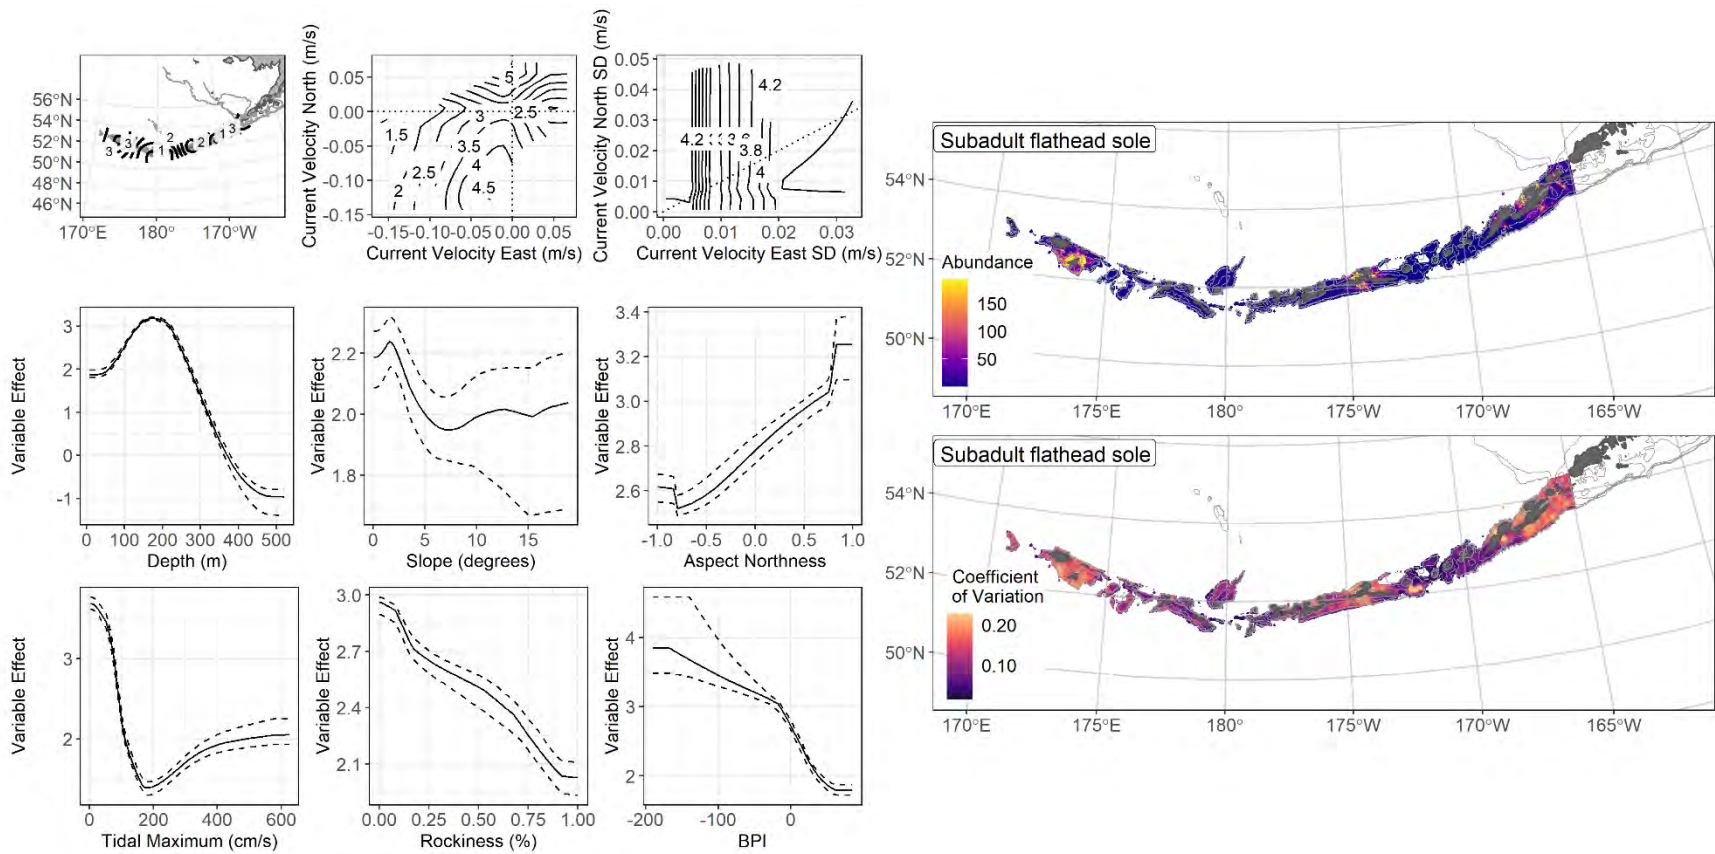 Current Velocity North (m/s)
56°N
54°N
52°N
50°N
48°N
46°N
170°E
180°
170°W
3
3
2
1
2
1
3
0.05
0.00
-0.05
-0.10
-0.15
5
1.5
3
2.5
3.5
2.5
4
2
4.5
-0.15 -0.10 -0.05 0.00 0.05
Current Velocity East (m/s)
Current Velocity North SD (m/s)
0.05
0.04
0.03
0.02
0.01
0.00
4.2
4.2
3.8
4
0.00 0.01 0.02 0.03
Current Velocity East SD (m/s)
Variable Effect
3
2
1
0
-1
0 100 200 300 400 500
Depth (m)
Variable Effect
2.2
2.0
1.8
0 5 10 15
Slope (degrees)
Variable Effect
3.4
3.2
3.0
2.8
2.6
-1.0 -0.5 0.0 0.5 1.0
Aspect Northness
Variable Effect
3
2
0 200 400 600
Tidal Maximum (cm/s)
Variable Effect
3.0
2.7
2.4
2.1
0.00 0.25 0.50 0.75 1.00
Rockiness (%)
Variable Effect
4
3
2
-200 -100 0
BPI
Subadult flathead sole
54°N
52°N
50°N
Abundance
150
100
50
170°E 175°E 180° 175°W 170°W 165°W
Subadult flathead sole
54°N
52°N
50°N
Coefficient
of Variation
0.20
0.10
170°E 175°E 180° 175°W 170°W 165°W